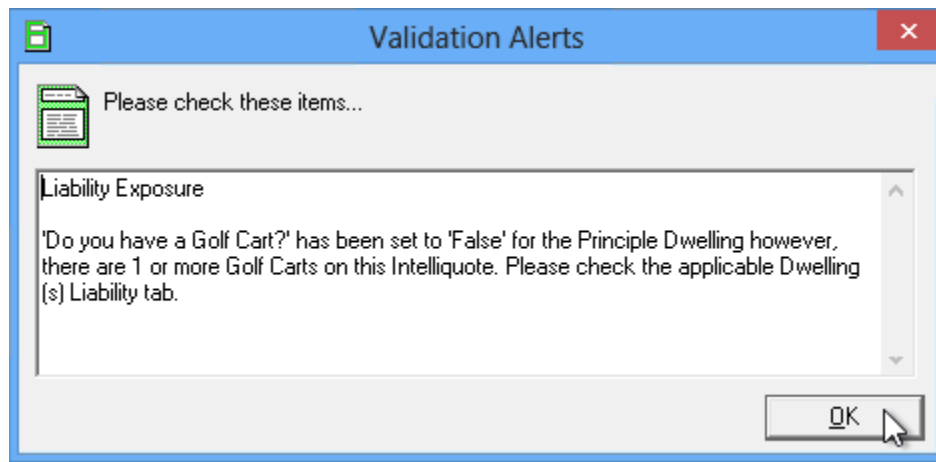 Validation Alerts
Please check these items...
Liability Exposure
'Do you have a Golf Cart?' has been set to 'False' for the Principle Dwelling however,
there are 1 or more Golf Carts on this Intelliquote. Please check the applicable Dwelling
(s) Liability tab.
OK